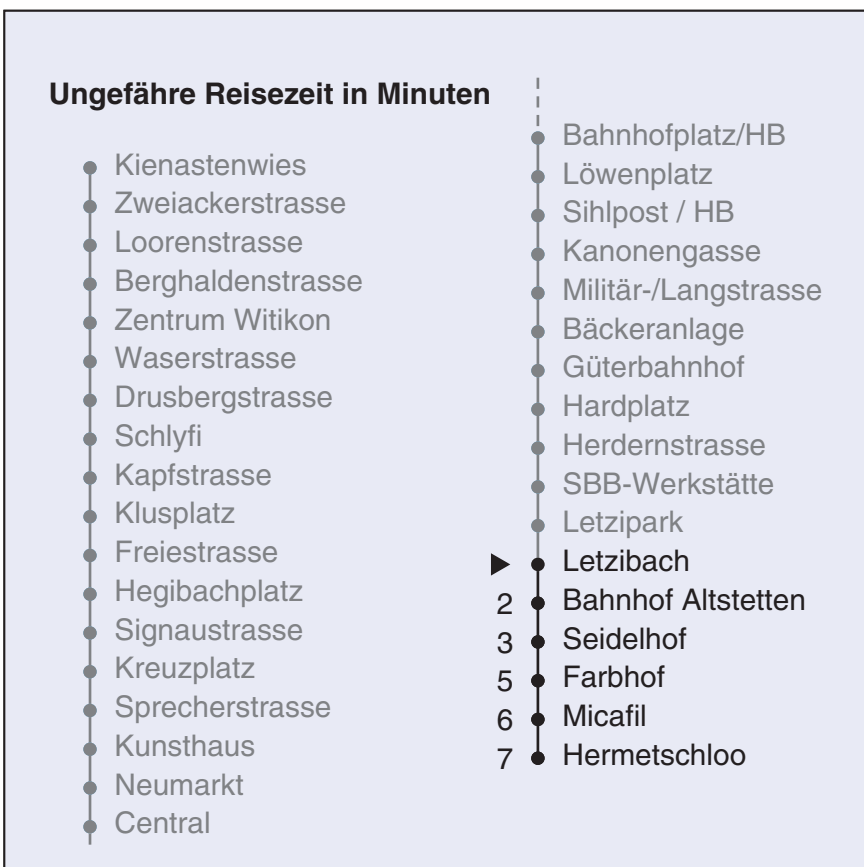 Ungefähre Reisezeit in Minuten
Kienastenwies
Zweiackerstrasse
Loorenstrasse
Berghaldenstrasse
Zentrum Witikon
Waserstrasse
Drusbergstrasse
Schlyfi
Kapfstrasse
Klusplatz
Freiestrasse
Hegibachplatz
Signaustrasse
Kreuzplatz
Sprecherstrasse
Kunsthaus
Neumarkt
Central
Bahnhofplatz/HB
Löwenplatz
Sihlpost / HB
Kanonengasse
Militär-/Langstrasse
Bäckeranlage
Güterbahnhof
Hardplatz
Herdernstrasse
SBB-Werkstätte
Letzipark
Letzibach
2 Bahnhof Altstetten
3 Seidelhof
5 Farbhof
6 Micafil
7 Hermetschloo